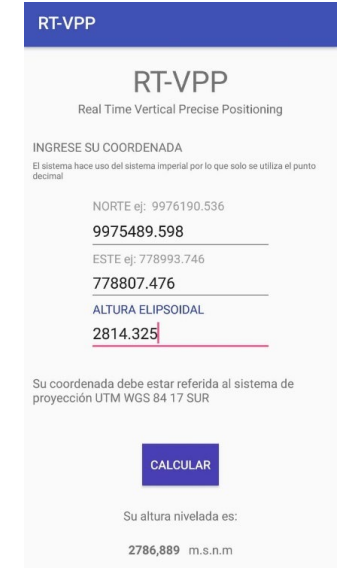 RT-VPP
RT-VPP
Real Time Vertical Precise Positioning
INGRESE SU COORDENADA
El sistema hace uso del sistema imperial por lo que solo se utiliza el punto
decimal
NORTE ej: 9976190.536
9975489.598
ESTE ej: 778993.746
778807.476
ALTURA ELIPSOIDAL
2814.325
Su coordenada debe estar referida al sistema de
proyección UTM WGS 84 17 SUR
CALCULAR
Su altura nivelada es:
2786,889 m.s.n.m